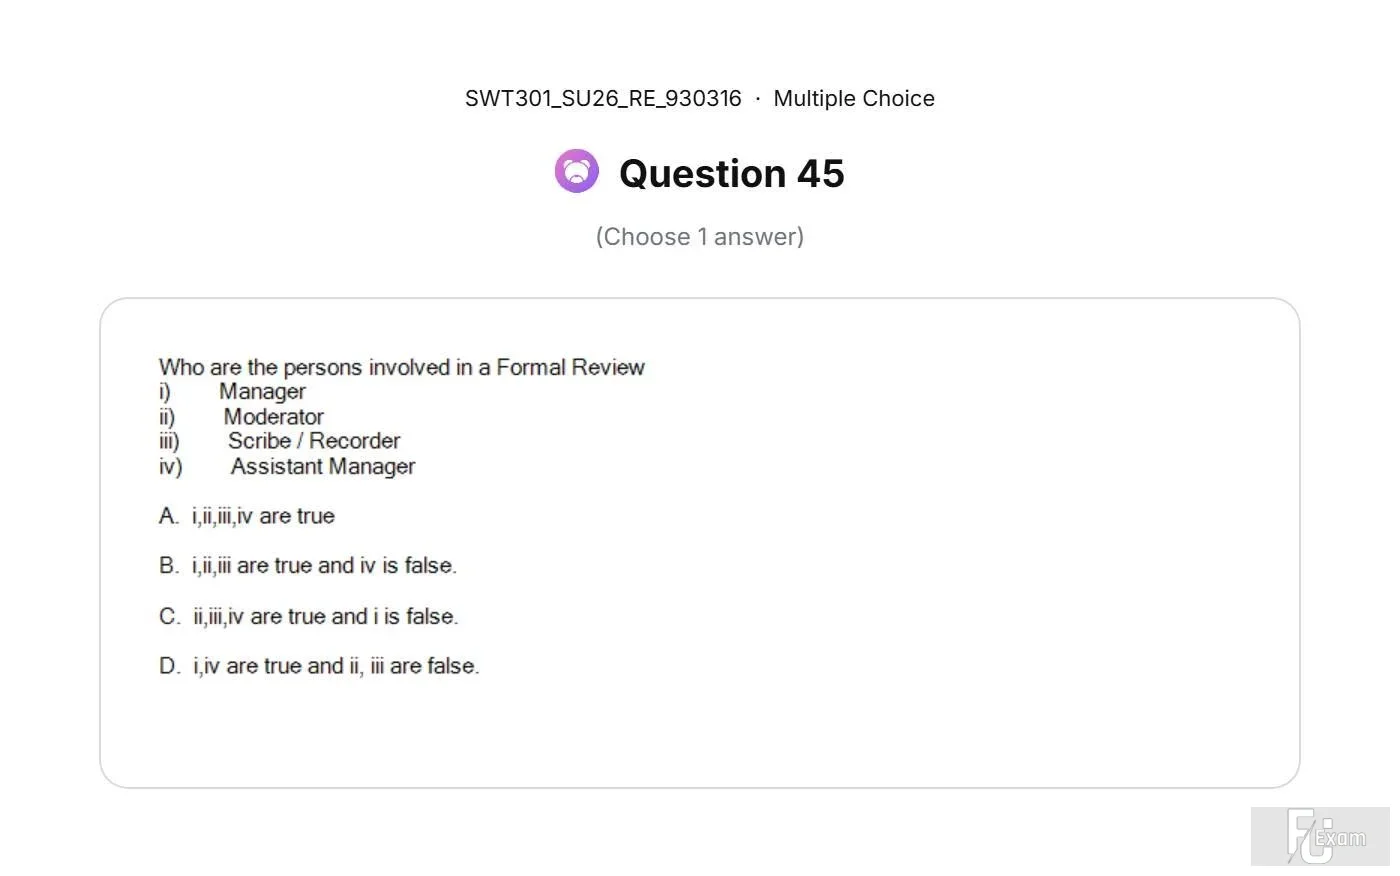 SWT301_SU26_RE_930316 · Multiple Choice
Question 45
(Choose 1 answer)
Who are the persons involved in a Formal Review
i) Manager
ii) Moderator
iii) Scribe / Recorder
iv) Assistant Manager
A. i,ii,iii,iv are true
B. i,ii,iii are true and iv is false.
C. ii,iii,iv are true and i is false.
D. i,iv are true and ii, iii are false.
FU Exam